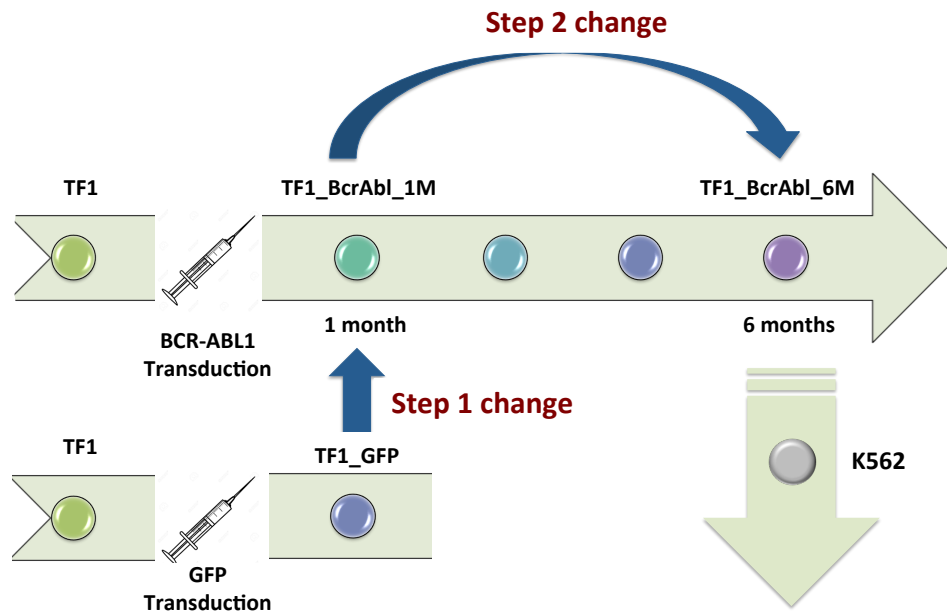 Step 2 change
TF1
TF1_BcrAbl_1M
TF1_BcrAbl_6M
BCR-ABL1
Transduction
1 month
6 months
Step 1 change
TF1
TF1_GFP
K562
GFP
Transduction